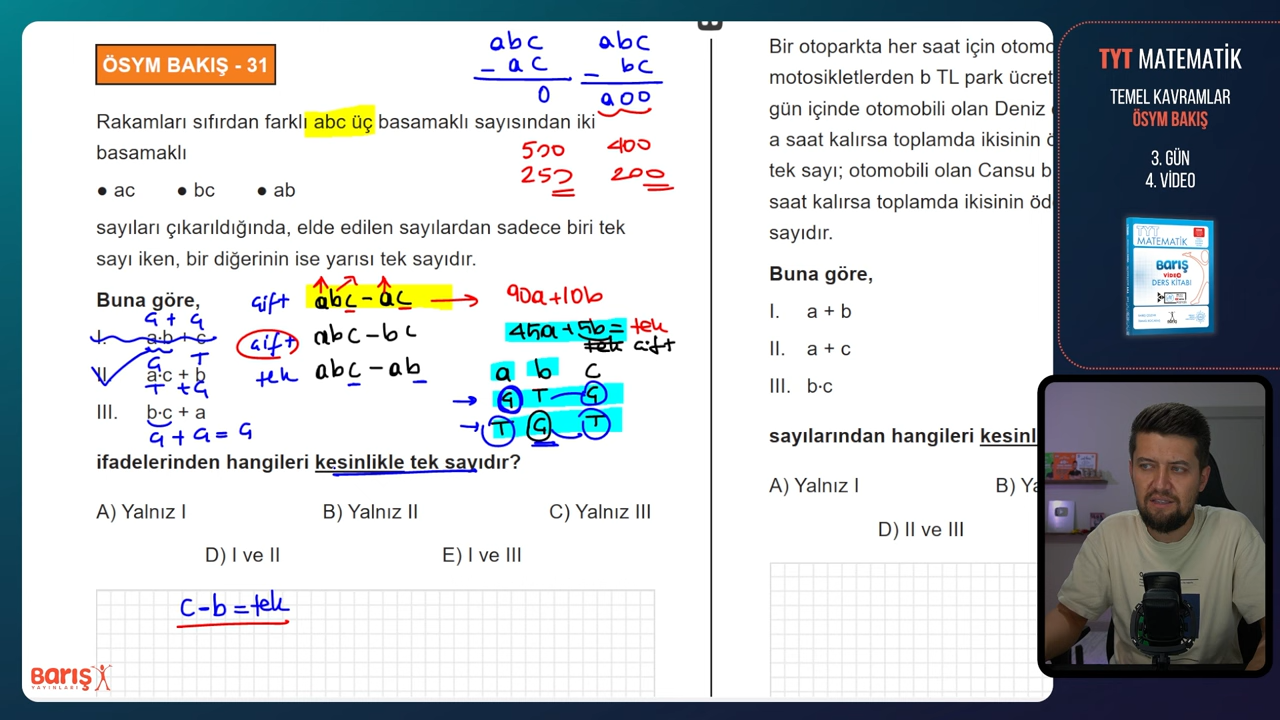 ÖSYM BAKIŞ - 31
abc
- ac
0
abc
- bc
a00
Rakamları sıfırdan farklı abc üç basamaklı sayısından iki
basamaklı
500
250
400
200
• ac • bc • ab
sayıları çıkarıldığında, elde edilen sayılardan sadece biri tek
sayı iken, bir diğerinin ise yarısı tek sayıdır.
Buna göre,
çift abc - ac → 90a+10b
çift abc - bc
45a+5b= tek
tek çift
tek abc - ab
a b c
Ç T Ç
T Ç T
Ç + Ç
I. a·b + c
Ç T
II. a·c + b
T + Ç
III. b·c + a
Ç + Ç = Ç
ifadelerinden hangileri kesinlikle tek sayıdır?
A) Yalnız I B) Yalnız II C) Yalnız III
D) I ve II E) I ve III
c-b = tek
BARIŞ
YAYINLARI
Bir otoparkta her saat için otomo
motosikletlerden b TL park ücret
gün içinde otomobili olan Deniz
a saat kalırsa toplamda ikisinin ö
tek sayı; otomobili olan Cansu b
saat kalırsa toplamda ikisinin öd
sayıdır.
Buna göre,
I. a + b
II. a + c
III. b·c
sayılarından hangileri kesinl
A) Yalnız I B) Ya
D) II ve III
TYT MATEMATİK
TEMEL KAVRAMLAR
ÖSYM BAKIŞ
3. GÜN
4. VİDEO
TYT
MATEMATİK
BARIŞ
VİDEO
DERS KİTABI